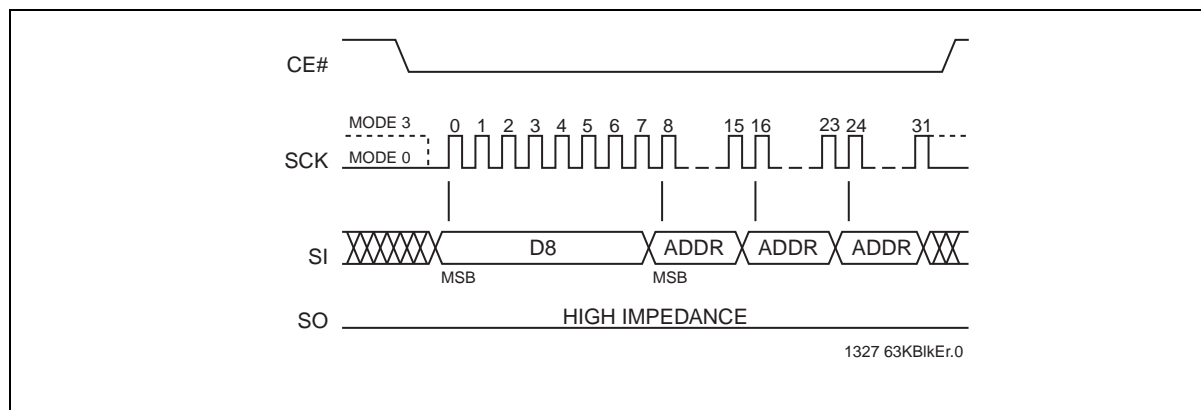 CE#
MODE 3
0 1 2 3 4 5 6 7 8 15 16 23 24 31
SCK
MODE 0
SI
D8
ADDR
ADDR
ADDR
MSB
MSB
SO
HIGH IMPEDANCE
1327 63KBlkEr.0